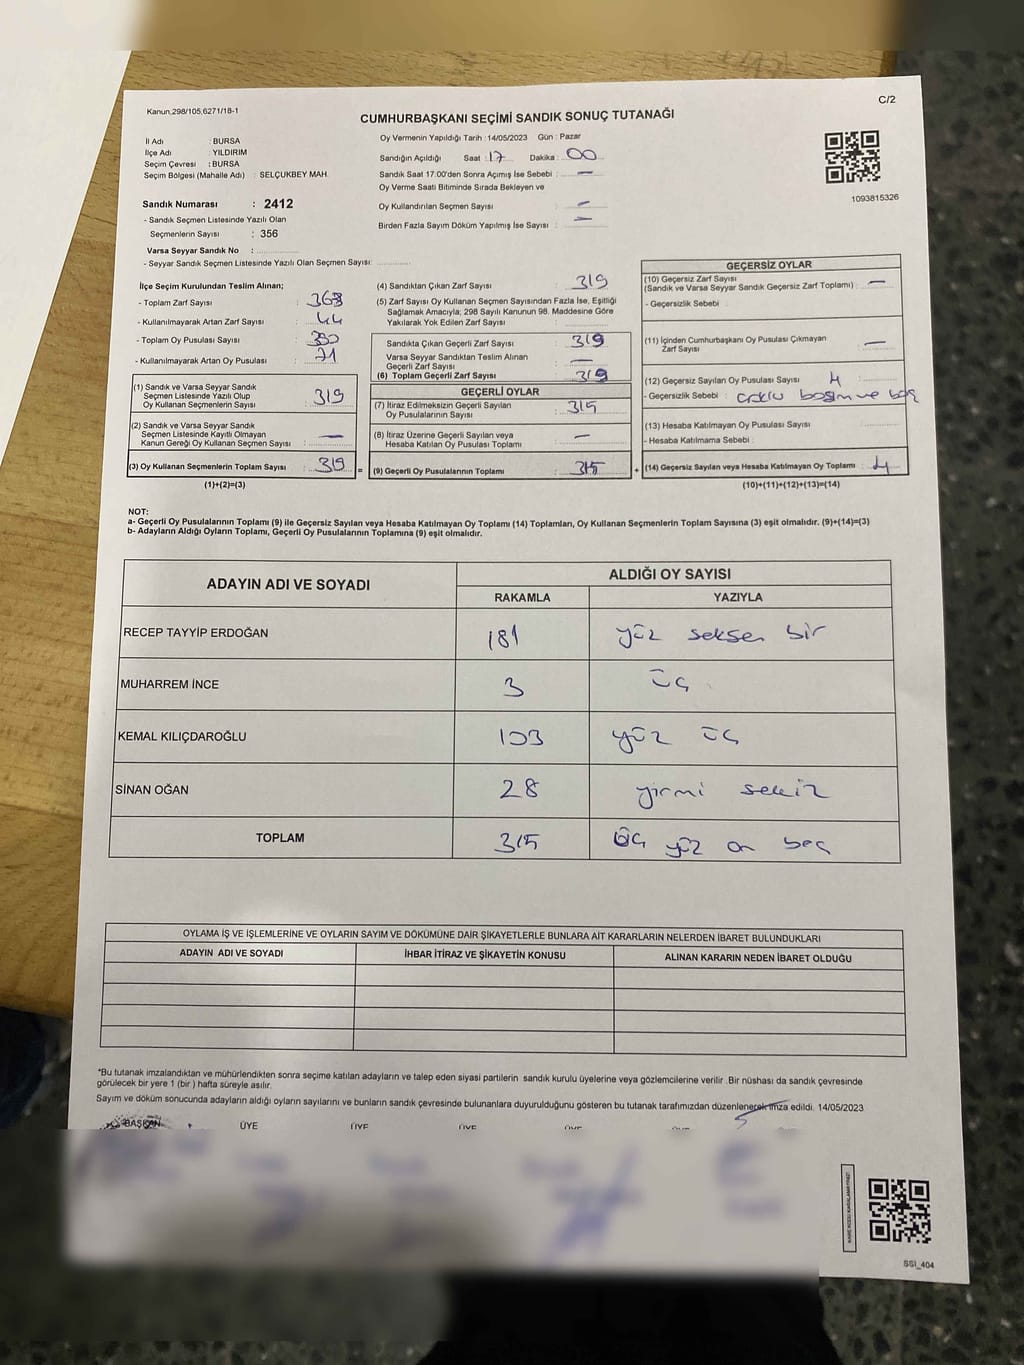 Kanun.298/105,6271/18-1
C/2
CUMHURBAŞKANI SEÇİMİ SANDIK SONUÇ TUTANAĞI
İl Adı : BURSA
İlçe Adı : YILDIRIM
Seçim Çevresi : BURSA
Seçim Bölgesi (Mahalle Adı) : SELÇUKBEY MAH.
Oy Vermenin Yapıldığı Tarih : 14/05/2023 Gün : Pazar
Sandığın Açıldığı Saat : 17 Dakika : 00
Sandık Saat 17:00'den Sonra Açımış İse Sebebi : —
Oy Verme Saati Bitiminde Sırada Bekleyen ve
Oy Kullandırılan Seçmen Sayısı : —
Birden Fazla Sayım Döküm Yapılmış İse Sayısı : —
1093815326
Sandık Numarası : 2412
- Sandık Seçmen Listesinde Yazılı Olan
Seçmenlerin Sayısı : 356
Varsa Seyyar Sandık No :
- Seyyar Sandık Seçmen Listesinde Yazılı Olan Seçmen Sayısı:
İlçe Seçim Kurulundan Teslim Alınan;
- Toplam Zarf Sayısı : 363
- Kullanılmayarak Artan Zarf Sayısı : 44
- Toplam Oy Pusulası Sayısı : 390
- Kullanılmayarak Artan Oy Pusulası : 71
(1) Sandık ve Varsa Seyyar Sandık
Seçmen Listesinde Yazılı Olup
Oy Kullanan Seçmenlerin Sayısı : 319
(2) Sandık ve Varsa Seyyar Sandık
Seçmen Listesinde Kayıtlı Olmayan
Kanun Gereği Oy Kullanan Seçmen Sayısı : —
(3) Oy Kullanan Seçmenlerin Toplam Sayısı : 319
(1)+(2)=(3)
(4) Sandıktan Çıkan Zarf Sayısı : 319
(5) Zarf Sayısı Oy Kullanan Seçmen Sayısından Fazla İse, Eşitliği
Sağlamak Amacıyla; 298 Sayılı Kanunun 98. Maddesine Göre
Yakılarak Yok Edilen Zarf Sayısı :
Sandıkta Çıkan Geçerli Zarf Sayısı : 319
Varsa Seyyar Sandıktan Teslim Alınan
Geçerli Zarf Sayısı : —
(6) Toplam Geçerli Zarf Sayısı : 319
GEÇERLİ OYLAR
(7) İtiraz Edilmeksizin Geçerli Sayılan
Oy Pusulalarının Sayısı : 315
(8) İtiraz Üzerine Geçerli Sayılan veya
Hesaba Katılan Oy Pusulası Toplamı : —
= (9) Geçerli Oy Pusulalarının Toplamı : 315
GEÇERSİZ OYLAR
(10) Geçersiz Zarf Sayısı
(Sandık ve Varsa Seyyar Sandık Geçersiz Zarf Toplamı) : —
- Geçersizlik Sebebi :
(11) İçinden Cumhurbaşkanı Oy Pusulası Çıkmayan
Zarf Sayısı : —
(12) Geçersiz Sayılan Oy Pusulası Sayısı : 4
- Geçersizlik Sebebi : ve boş
(13) Hesaba Katılmayan Oy Pusulası Sayısı :
- Hesaba Katılmama Sebebi :
+ (14) Geçersiz Sayılan veya Hesaba Katılmayan Oy Toplamı : 4
(10)+(11)+(12)+(13)=(14)
NOT:
a- Geçerli Oy Pusulalarının Toplamı (9) ile Geçersiz Sayılan veya Hesaba Katılmayan Oy Toplamı (14) Toplamları, Oy Kullanan Seçmenlerin Toplam Sayısına (3) eşit olmalıdır. (9)+(14)=(3)
b- Adayların Aldığı Oyların Toplamı, Geçerli Oy Pusulalarının Toplamına (9) eşit olmalıdır.
ADAYIN ADI VE SOYADI ALDIĞI OY SAYISI
RAKAMLA YAZIYLA
RECEP TAYYİP ERDOĞAN 181 yüz seksen bir
MUHARREM İNCE 3 üç
KEMAL KILIÇDAROĞLU 103 yüz üç
SİNAN OĞAN 28 yirmi sekiz
TOPLAM 315 üç yüz on beş
OYLAMA İŞ VE İŞLEMLERİNE VE OYLARIN SAYIM VE DÖKÜMÜNE DAİR ŞİKAYETLERLE BUNLARA AİT KARARLARIN NELERDEN İBARET BULUNDUKLARI
ADAYIN ADI VE SOYADI İHBAR İTİRAZ VE ŞİKAYETİN KONUSU ALINAN KARARIN NEDEN İBARET OLDUĞU
*Bu tutanak imzalandıktan ve mühürlendikten sonra seçime katılan adayların ve talep eden siyasi partilerin sandık kurulu üyelerine veya gözlemcilerine verilir .Bir nüshası da sandık çevresinde
görülecek bir yere 1 (bir ) hafta süreyle asılır.
Sayım ve döküm sonucunda adayların aldığı oyların sayılarını ve bunların sandık çevresinde bulunanlara duyurulduğunu gösteren bu tutanak tarafımızdan düzenlenerek imza edildi. 14/05/2023
BAŞKAN ÜYE ÜYE ÜYE ÜYE ÜYE
SSİ_404